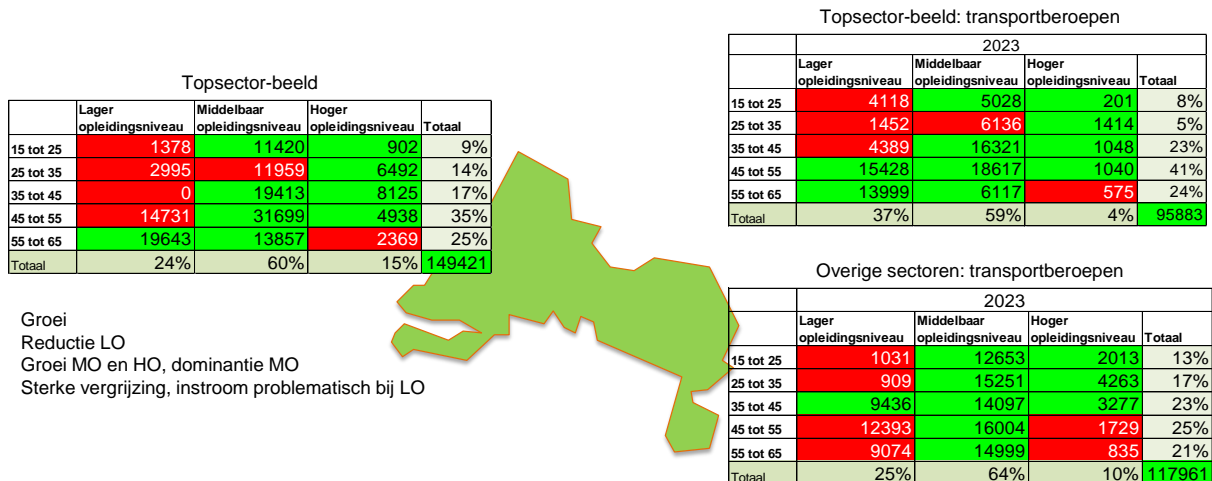 Topsector-beeld
Lager opleidingsniveau Middelbaar opleidingsniveau Hoger opleidingsniveau Totaal
15 tot 25 1378 11420 902 9%
25 tot 35 2995 11959 6492 14%
35 tot 45 0 19413 8125 17%
45 tot 55 14731 31699 4938 35%
55 tot 65 19643 13857 2369 25%
Totaal 24% 60% 15% 149421
Groei
Reductie LO
Groei MO en HO, dominantie MO
Sterke vergrijzing, instroom problematisch bij LO
Topsector-beeld: transportberoepen
2023
Lager opleidingsniveau Middelbaar opleidingsniveau Hoger opleidingsniveau Totaal
15 tot 25 4118 5028 201 8%
25 tot 35 1452 6136 1414 5%
35 tot 45 4389 16321 1048 23%
45 tot 55 15428 18617 1040 41%
55 tot 65 13999 6117 575 24%
Totaal 37% 59% 4% 95883
Overige sectoren: transportberoepen
2023
Lager opleidingsniveau Middelbaar opleidingsniveau Hoger opleidingsniveau Totaal
15 tot 25 1031 12653 2013 13%
25 tot 35 909 15251 4263 17%
35 tot 45 9436 14097 3277 23%
45 tot 55 12393 16004 1729 25%
55 tot 65 9074 14999 835 21%
Totaal 25% 64% 10% 117961